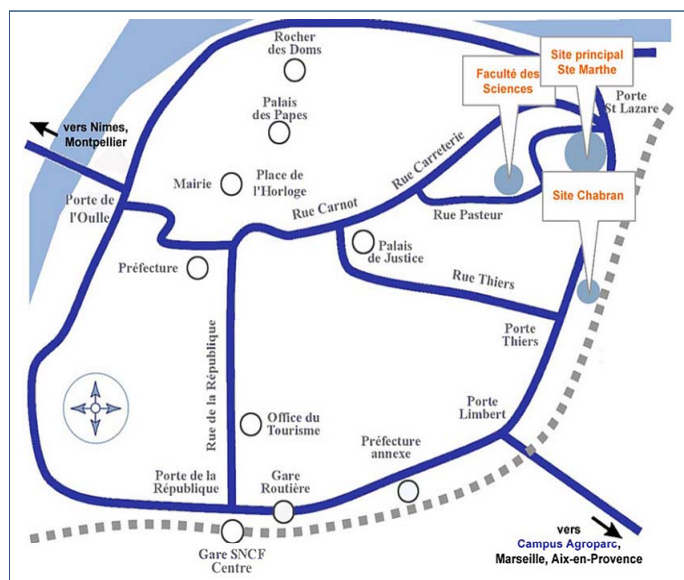 Rocher
des Doms
Faculté des
Sciences
Site principal
Ste Marthe
Porte
St Lazare
Palais
des Papes
vers Nimes,
Montpellier
Rue Carreterie
Mairie
Place de
l'Horloge
Porte de
l'Oulle
Rue Carnot
Rue Pasteur
Site Chabran
Préfecture
Palais
de Justice
Rue Thiers
Porte
Thiers
Rue de la République
Porte
Limbert
Office du
Tourisme
Préfecture
annexe
Porte de la
République
Gare
Routière
Gare SNCF
Centre
vers
Campus Agroparc,
Marseille, Aix-en-Provence